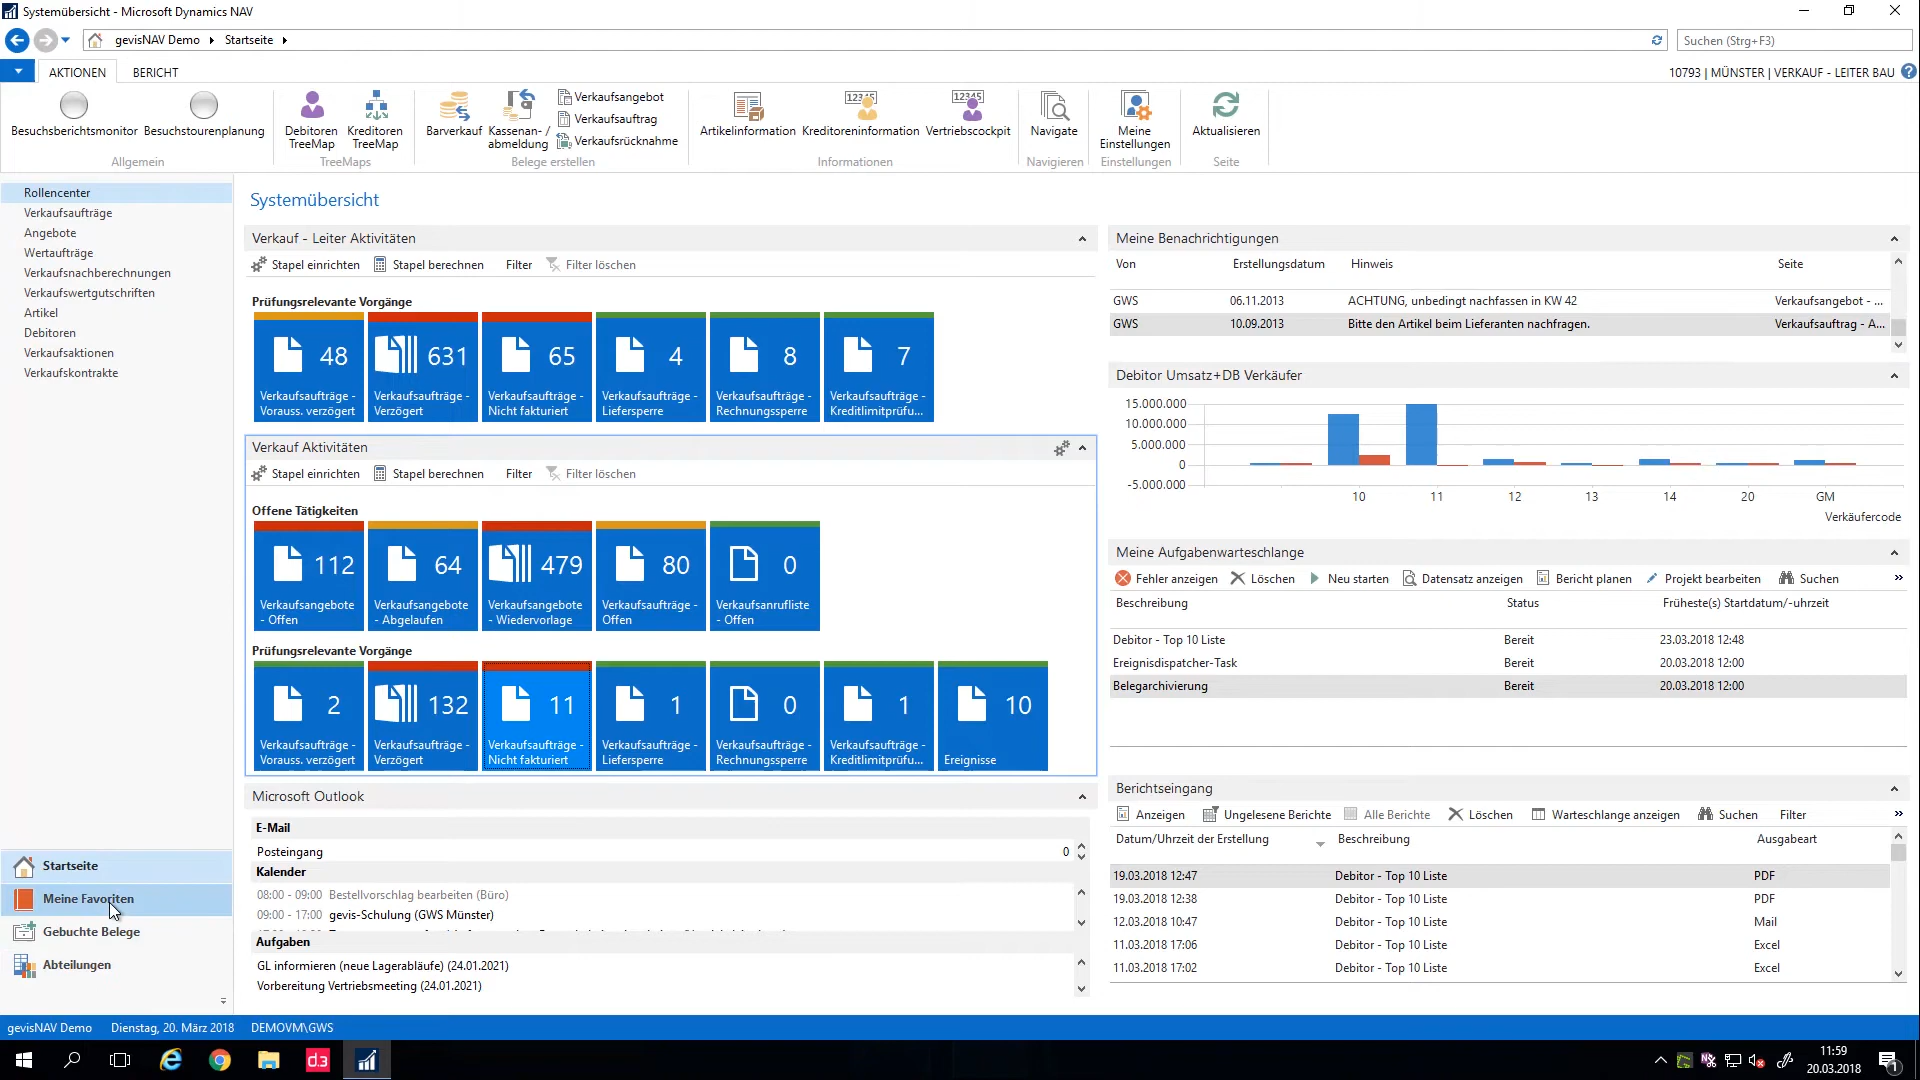 Systemübersicht - Microsoft Dynamics NAV
gevisNAV Demo Startseite
Suchen (Strg+F3)
AKTIONEN BERICHT
10793 | MÜNSTER | VERKAUF - LEITER BAU
Besuchsberichtsmonitor
Besuchstourenplanung
Allgemein
Debitoren
TreeMap
Kreditoren
TreeMap
TreeMaps
Barverkauf
Kassenan- /
abmeldung
Verkaufsangebot
Verkaufsauftrag
Verkaufsrücknahme
Belege erstellen
Artikelinformation
12345
Kreditoreninformation
12345
Vertriebscockpit
Informationen
Navigate
Navigieren
Meine
Einstellungen
Einstellungen
Aktualisieren
Seite
Rollencenter
Verkaufsaufträge
Angebote
Wertaufträge
Verkaufsnachberechnungen
Verkaufswertgutschriften
Artikel
Debitoren
Verkaufsaktionen
Verkaufskontrakte
Startseite
Meine Favoriten
Gebuchte Belege
Abteilungen
Systemübersicht
Verkauf - Leiter Aktivitäten
Stapel einrichten Stapel berechnen Filter Filter löschen
Prüfungsrelevante Vorgänge
48
Verkaufsaufträge -
Vorauss. verzögert
631
Verkaufsaufträge -
Verzögert
65
Verkaufsaufträge -
Nicht fakturiert
4
Verkaufsaufträge -
Liefersperre
8
Verkaufsaufträge -
Rechnungssperre
7
Verkaufsaufträge -
Kreditlimitprüfu...
Verkauf Aktivitäten
Stapel einrichten Stapel berechnen Filter Filter löschen
Offene Tätigkeiten
112
Verkaufsangebote
- Offen
64
Verkaufsangebote
- Abgelaufen
479
Verkaufsangebote
- Wiedervorlage
80
Verkaufsaufträge -
Offen
0
Verkaufsanrufliste
- Offen
Prüfungsrelevante Vorgänge
2
Verkaufsaufträge -
Vorauss. verzögert
132
Verkaufsaufträge -
Verzögert
11
Verkaufsaufträge -
Nicht fakturiert
1
Verkaufsaufträge -
Liefersperre
0
Verkaufsaufträge -
Rechnungssperre
1
Verkaufsaufträge -
Kreditlimitprüfu...
10
Ereignisse
Microsoft Outlook
E-Mail
Posteingang 0
Kalender
08:00 - 09:00 Bestellvorschlag bearbeiten (Büro)
09:00 - 17:00 gevis-Schulung (GWS Münster)
Aufgaben
GL informieren (neue Lagerabläufe) (24.01.2021)
Vorbereitung Vertriebsmeeting (24.01.2021)
Meine Benachrichtigungen
Von Erstellungsdatum Hinweis Seite
GWS 06.11.2013 ACHTUNG, unbedingt nachfassen in KW 42 Verkaufsangebot - ...
GWS 10.09.2013 Bitte den Artikel beim Lieferanten nachfragen. Verkaufsauftrag - A...
Debitor Umsatz+DB Verkäufer
15.000.000
10.000.000
5.000.000
0
-5.000.000
10 11 12 13 14 20 GM
Verkäufercode
Meine Aufgabenwarteschlange
Fehler anzeigen Löschen Neu starten Datensatz anzeigen Bericht planen Projekt bearbeiten Suchen »
Beschreibung Status Früheste(s) Startdatum/-uhrzeit
Debitor - Top 10 Liste Bereit 23.03.2018 12:48
Ereignisdispatcher-Task Bereit 20.03.2018 12:00
Belegarchivierung Bereit 20.03.2018 12:00
Berichtseingang
Anzeigen Ungelesene Berichte Alle Berichte Löschen Warteschlange anzeigen Suchen Filter »
Datum/Uhrzeit der Erstellung Beschreibung Ausgabeart
19.03.2018 12:47 Debitor - Top 10 Liste PDF
19.03.2018 12:38 Debitor - Top 10 Liste PDF
12.03.2018 10:47 Debitor - Top 10 Liste Mail
11.03.2018 17:06 Debitor - Top 10 Liste Excel
11.03.2018 17:02 Debitor - Top 10 Liste Excel
gevisNAV Demo Dienstag, 20. März 2018 DEMOVM\GWS
d.3
11:59
20.03.2018
1